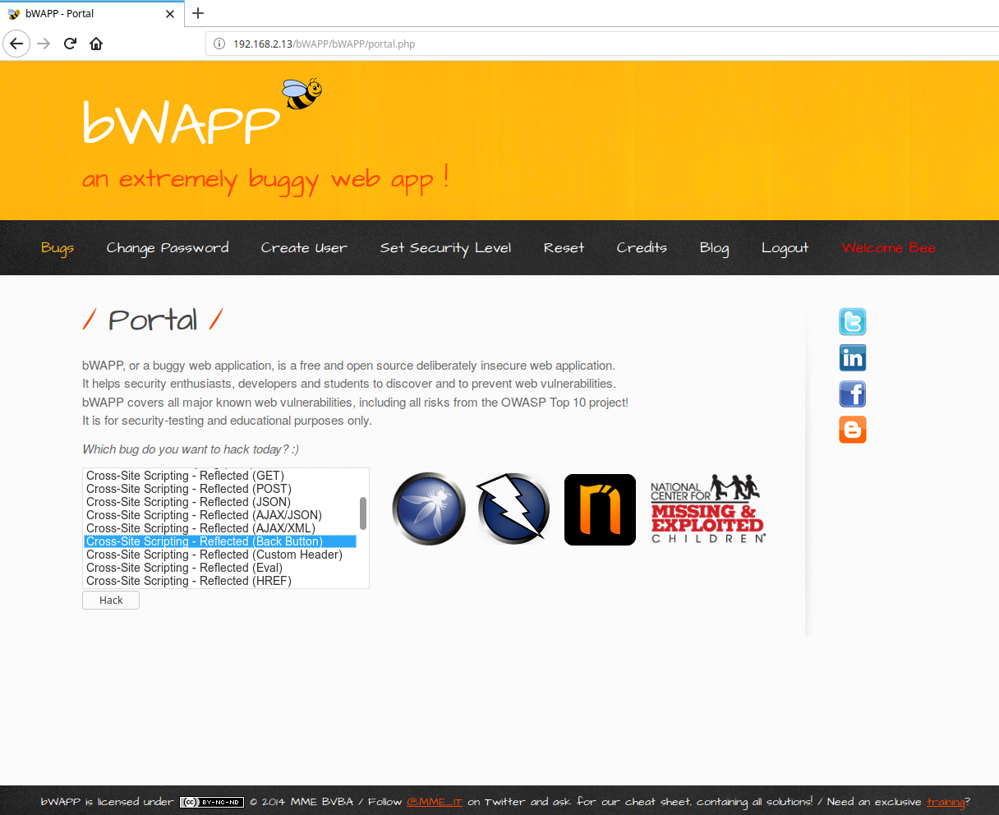 bWAPP - Portal
192.168.2.13/bWAPP/bWAPP/portal.php
bWAPP
an extremely buggy web app !
Bugs Change Password Create User Set Security Level Reset Credits Blog Logout Welcome Bee
/ Portal /
bWAPP, or a buggy web application, is a free and open source deliberately insecure web application.
It helps security enthusiasts, developers and students to discover and to prevent web vulnerabilities.
bWAPP covers all major known web vulnerabilities, including all risks from the OWASP Top 10 project!
It is for security-testing and educational purposes only.
Which bug do you want to hack today? :)
Cross-Site Scripting - Reflected (GET)
Cross-Site Scripting - Reflected (POST)
Cross-Site Scripting - Reflected (JSON)
Cross-Site Scripting - Reflected (AJAX/JSON)
Cross-Site Scripting - Reflected (AJAX/XML)
Cross-Site Scripting - Reflected (Back Button)
Cross-Site Scripting - Reflected (Custom Header)
Cross-Site Scripting - Reflected (Eval)
Cross-Site Scripting - Reflected (HREF)
Hack
n
NATIONAL
CENTER FOR
MISSING &
EXPLOITED
CHILDREN®
t
in
f
B
bWAPP is licensed under (cc) BY-NC-ND © 2014 MME BVBA / Follow @MME_IT on Twitter and ask for our cheat sheet, containing all solutions! / Need an exclusive training?